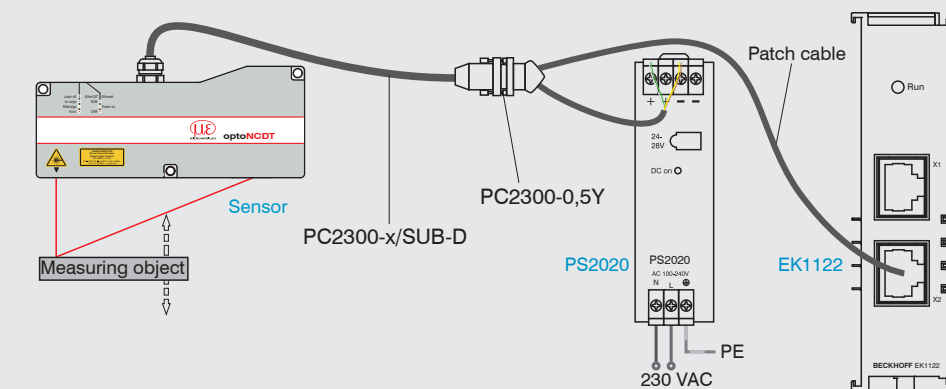 Patch cable
Run
optoNCDT
X1
+ + − −
24-
28V
DC on
PC2300-0,5Y
Sensor
PC2300-x/SUB-D
Measuring object
PS2020
PS2020
AC 100-240V
N L
EK1122
X2
PE
230 VAC
BECKHOFF EK1122